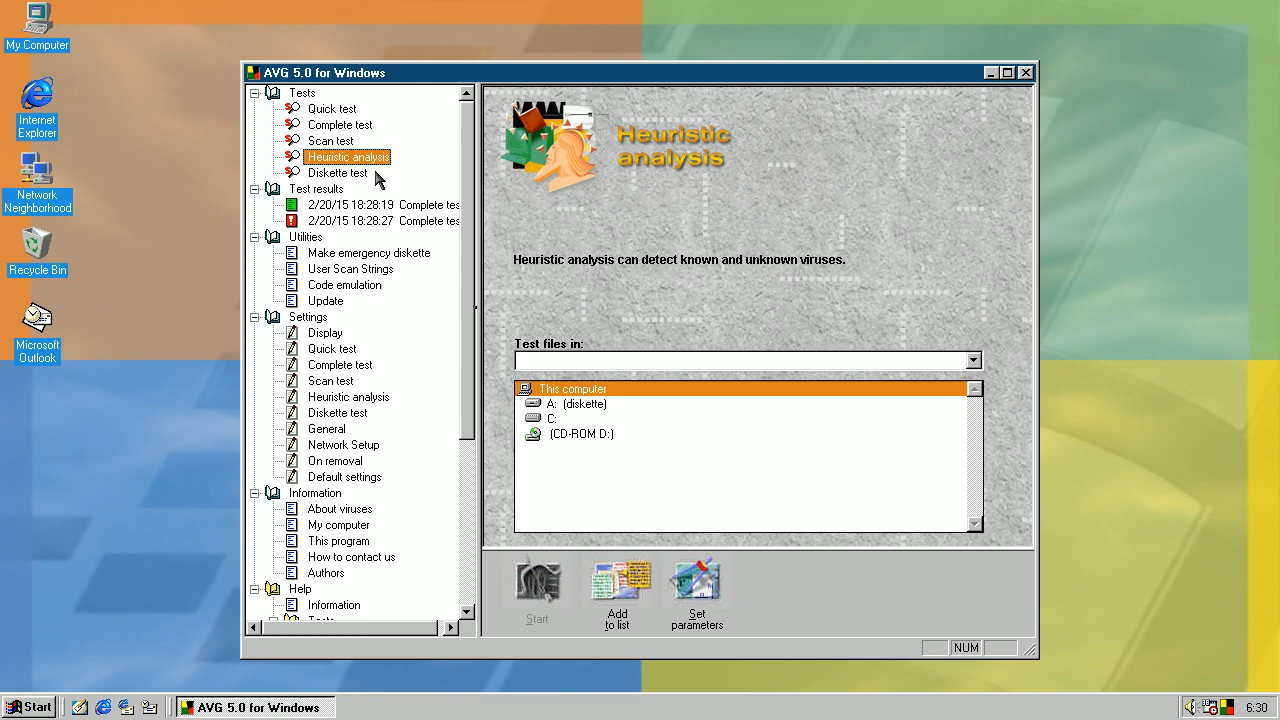 My Computer
Internet
Explorer
Network
Neighborhood
Recycle Bin
Microsoft
Outlook
AVG 5.0 for Windows
Tests
Quick test
Complete test
Scan test
Heuristic analysis
Diskette test
Test results
2/20/15 18:28:19 Complete tes
2/20/15 18:28:27 Complete tes
Utilities
Make emergency diskette
User Scan Strings
Code emulation
Update
Settings
Display
Quick test
Complete test
Scan test
Heuristic analysis
Diskette test
General
Network Setup
On removal
Default settings
Information
About viruses
My computer
This program
How to contact us
Authors
Help
Information
Heuristic
analysis
Heuristic analysis can detect known and unknown viruses.
Test files in:
This computer
A: (diskette)
C:
(CD-ROM D:)
Start
Add
to list
Set
parameters
NUM
Start
AVG 5.0 for Windows
6:30